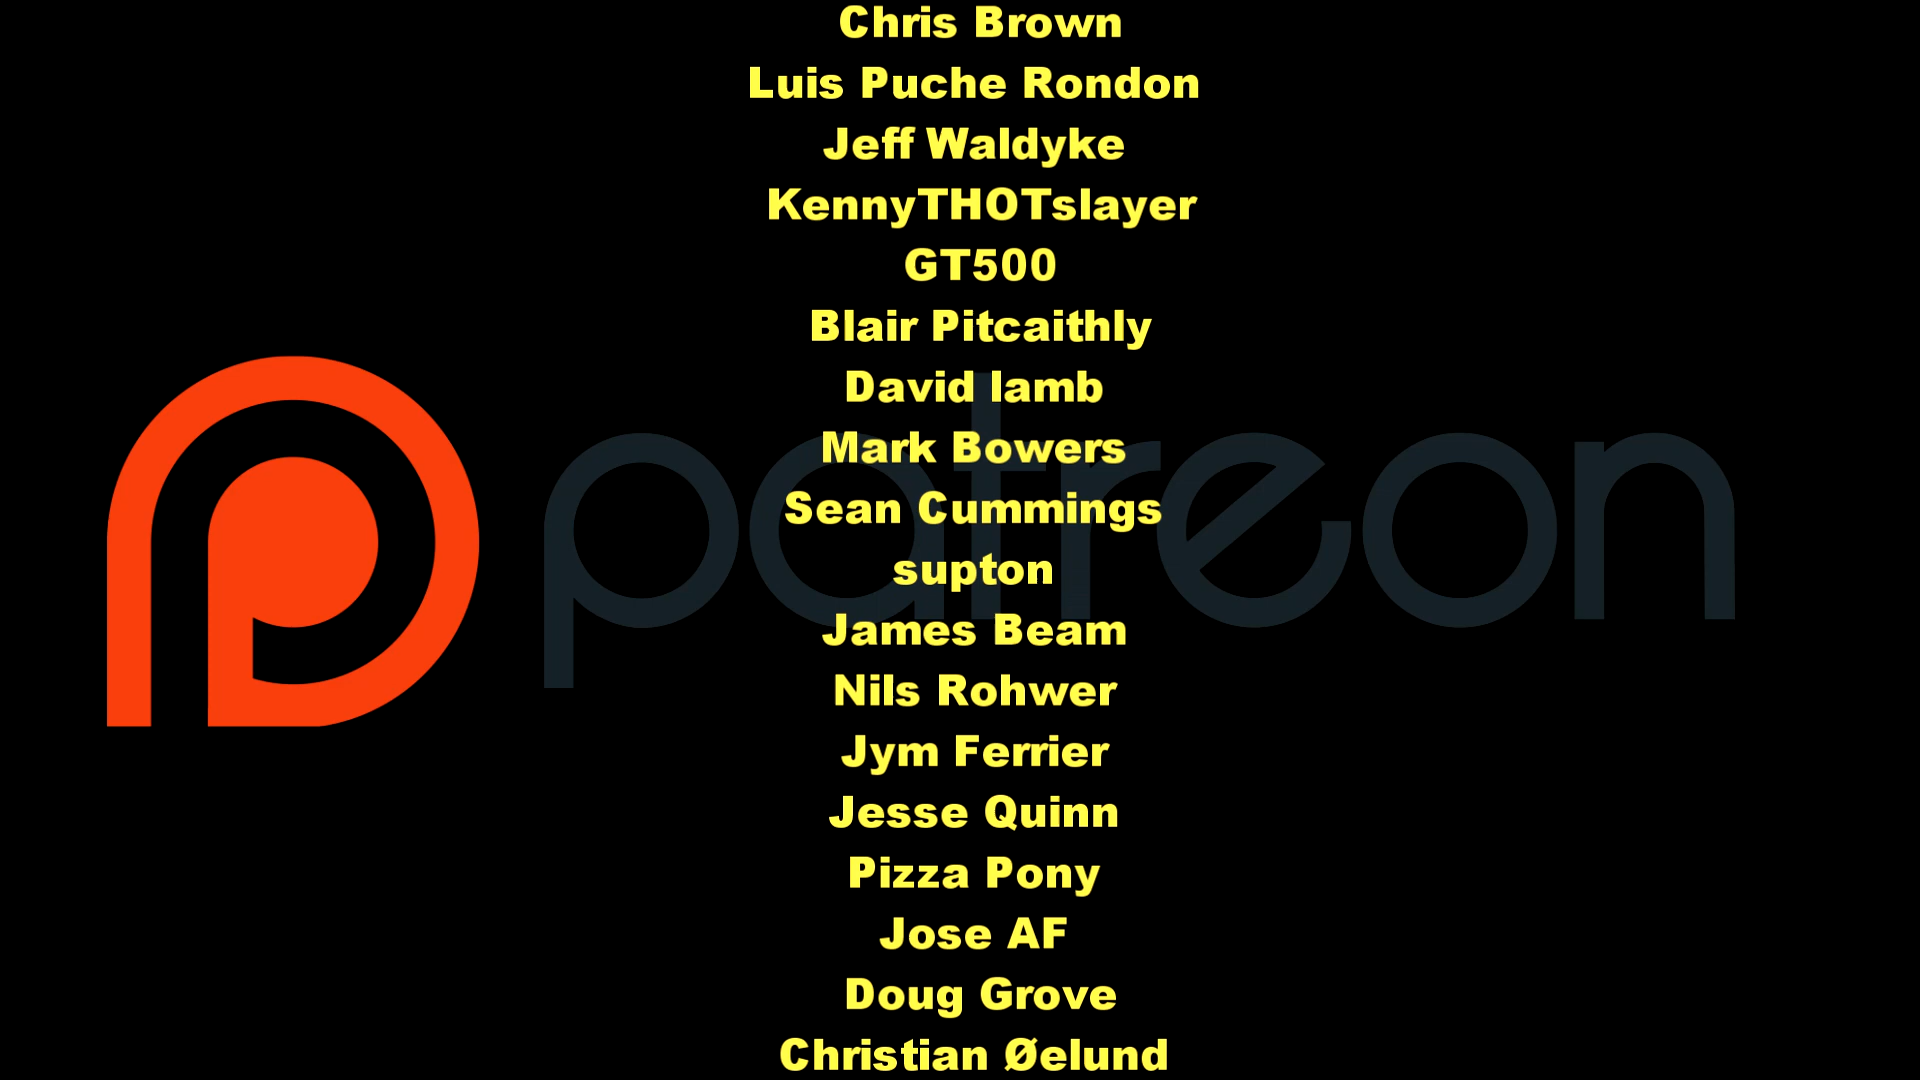 Chris Brown
Luis Puche Rondon
Jeff Waldyke
KennyTHOTslayer
GT500
Blair Pitcaithly
David lamb
Mark Bowers
Sean Cummings
patreon
supton
James Beam
Nils Rohwer
Jym Ferrier
Jesse Quinn
Pizza Pony
Jose AF
Doug Grove
Christian Øelund